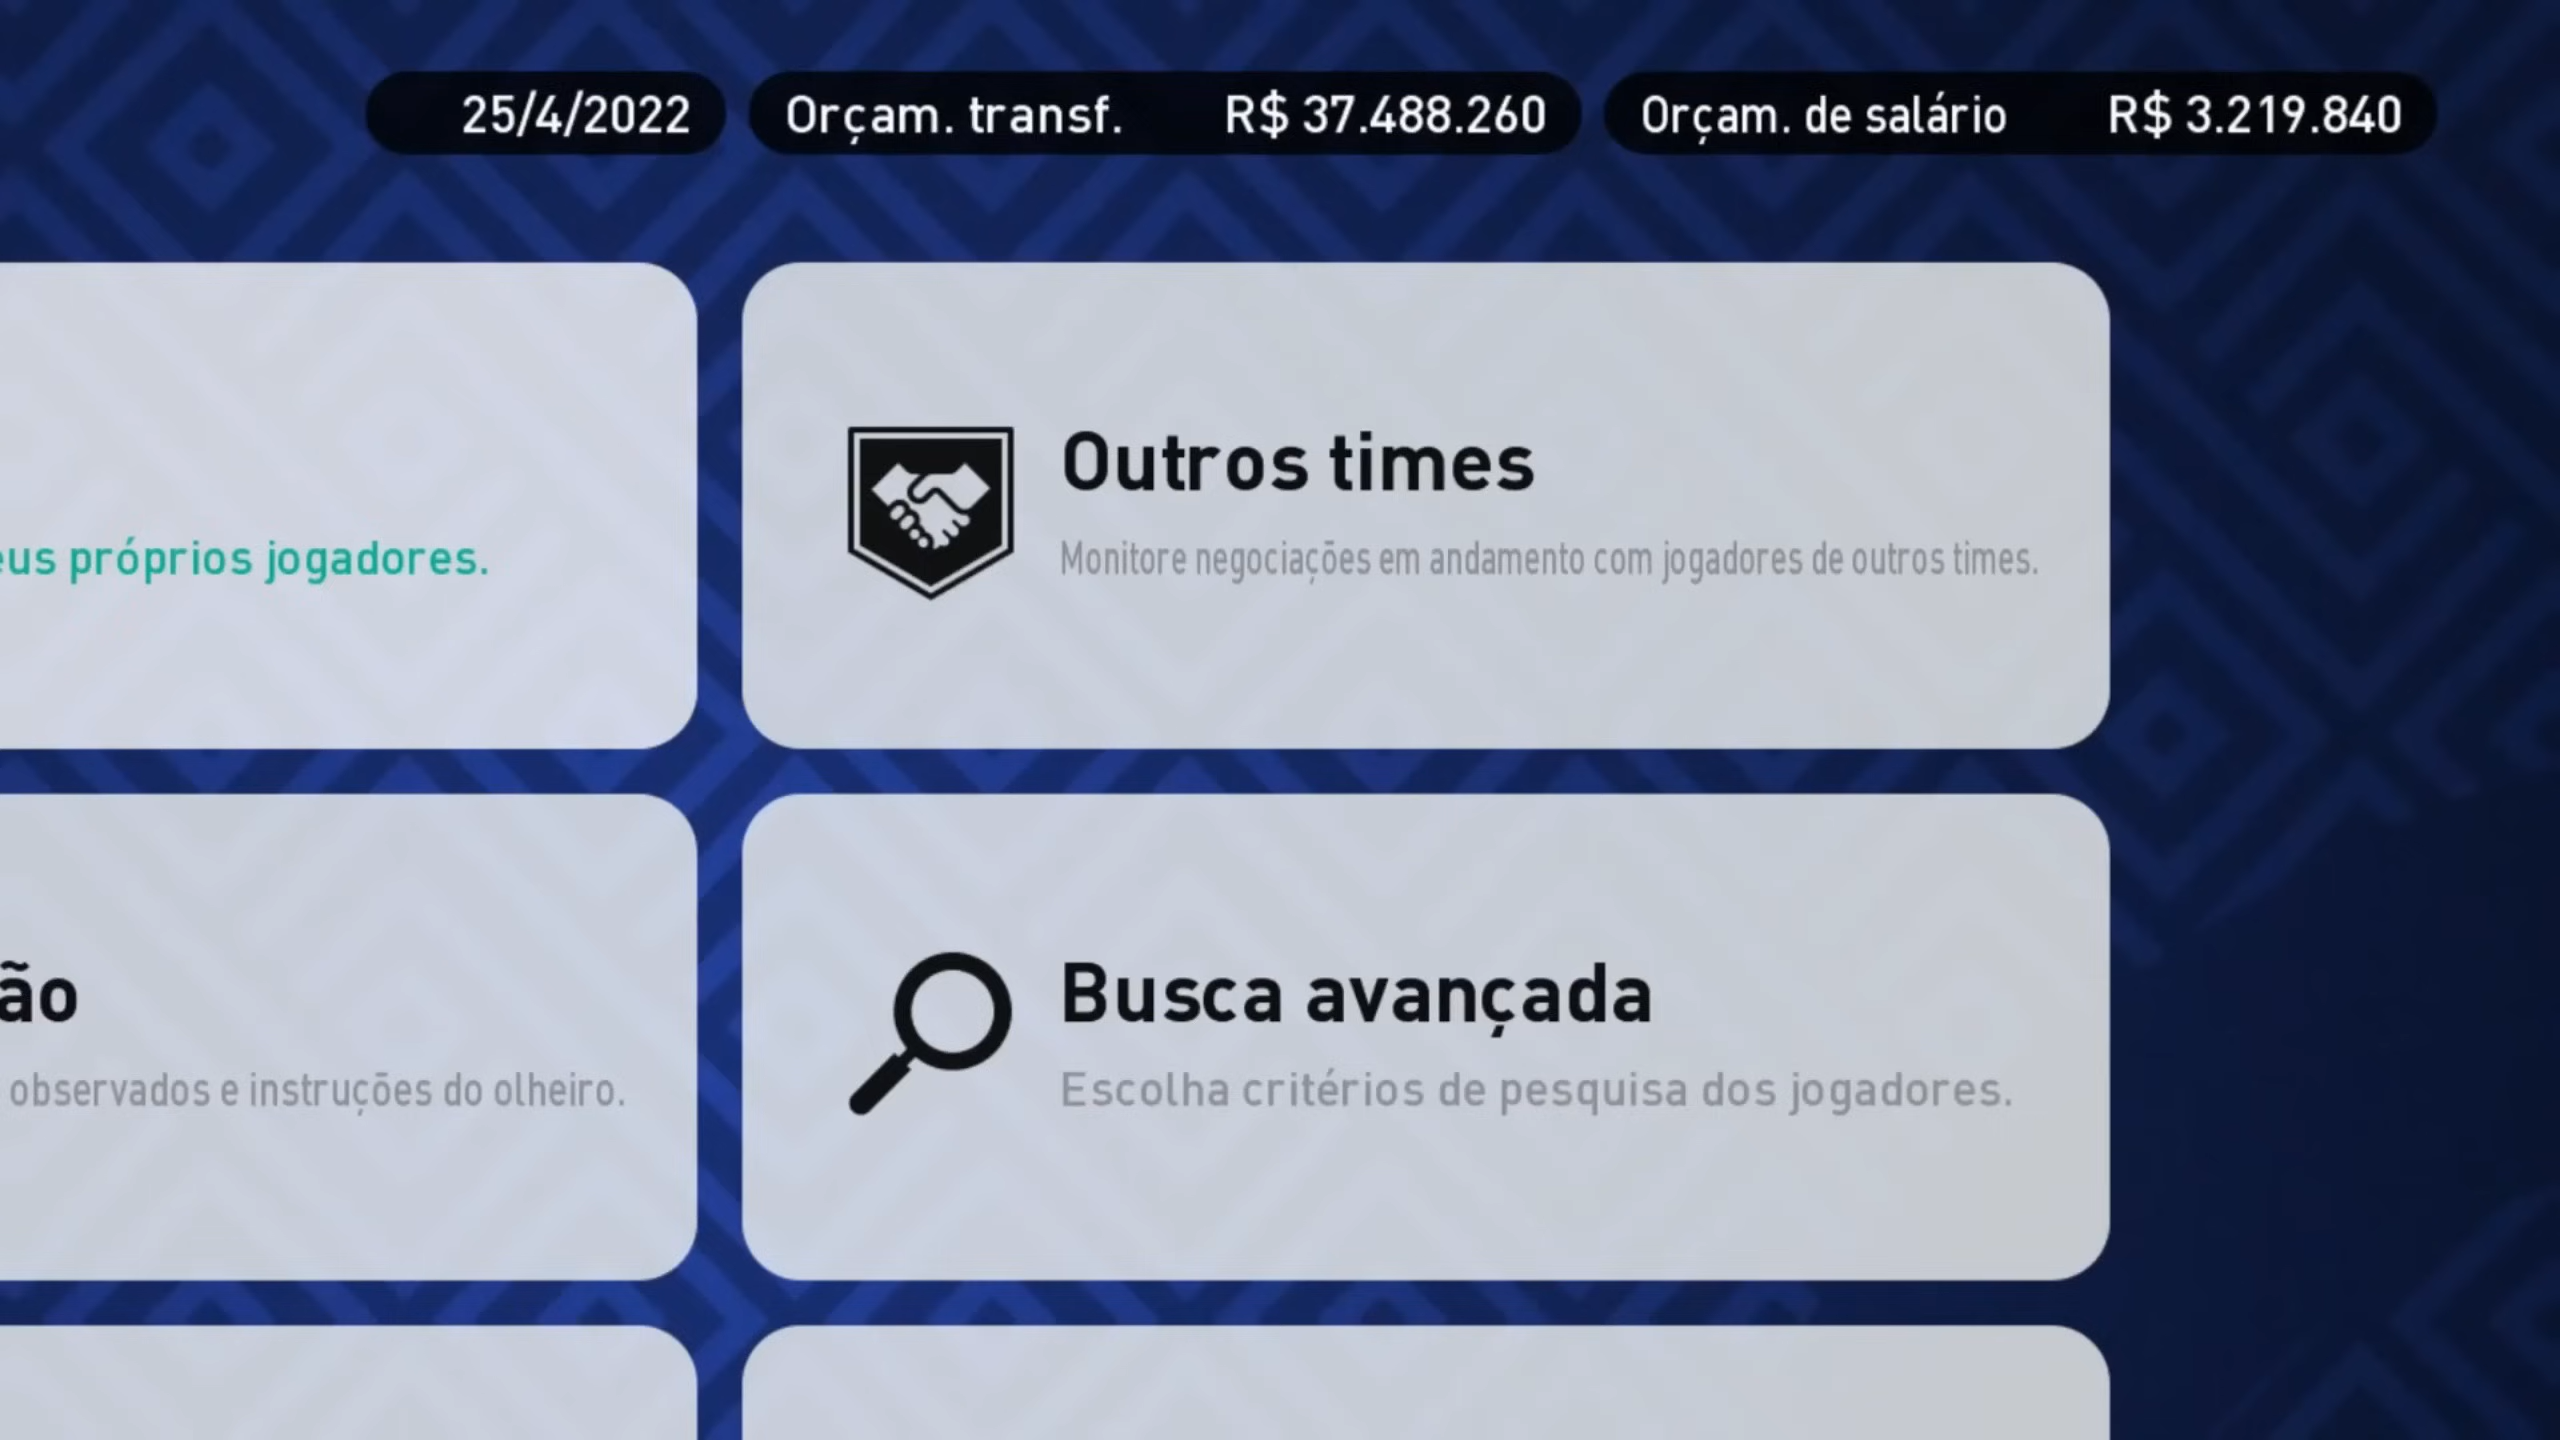 25/4/2022 Orçam. transf. R$ 37.488.260 Orçam. de salário R$ 3.219.840
Outros times
eus próprios jogadores.
Monitore negociações em andamento com jogadores de outros times.
ão
Busca avançada
observados e instruções do olheiro.
Escolha critérios de pesquisa dos jogadores.